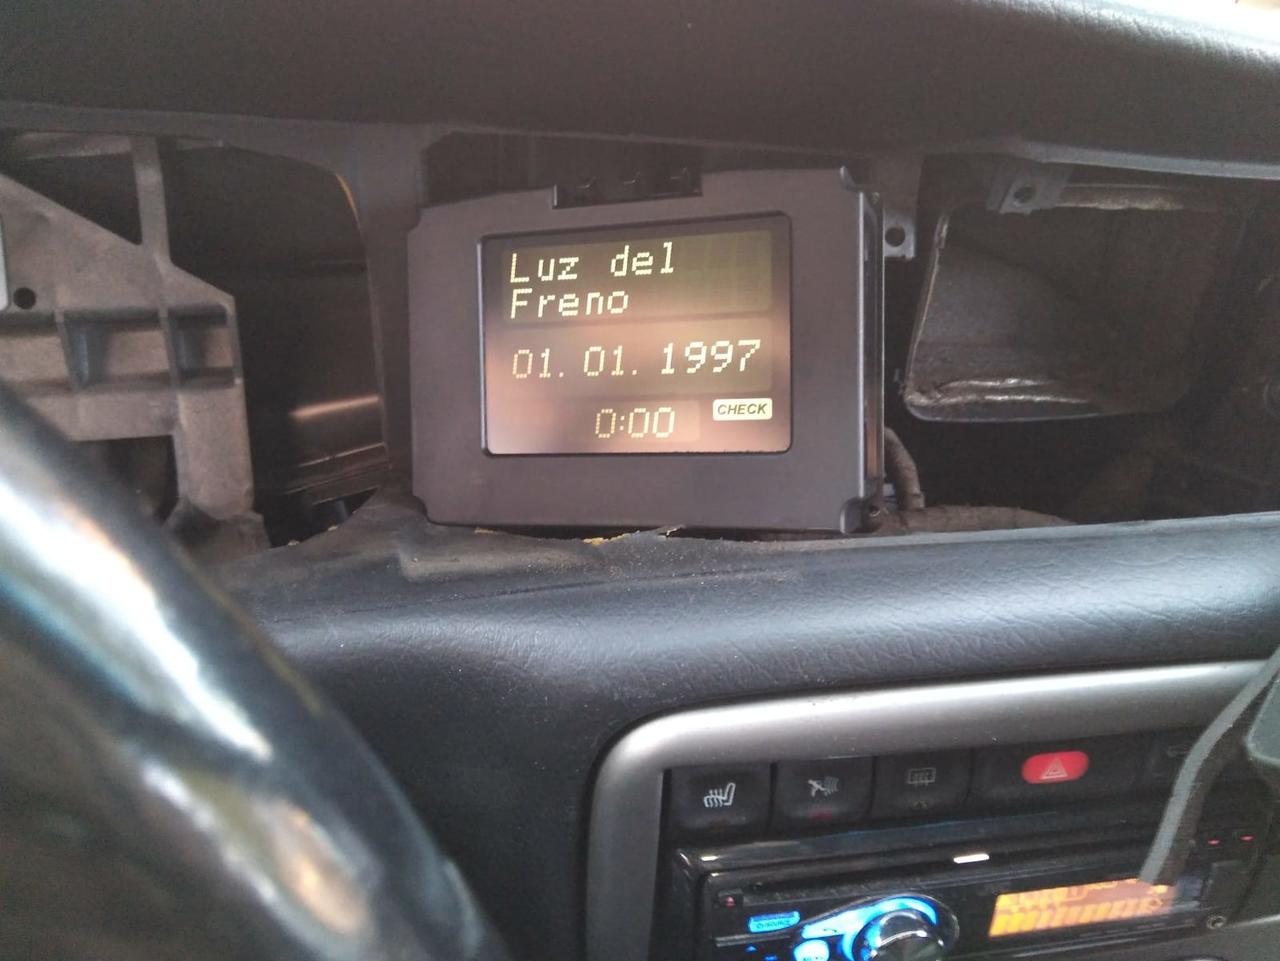 Luz del
Freno
01. 01. 1997
0:00
CHECK